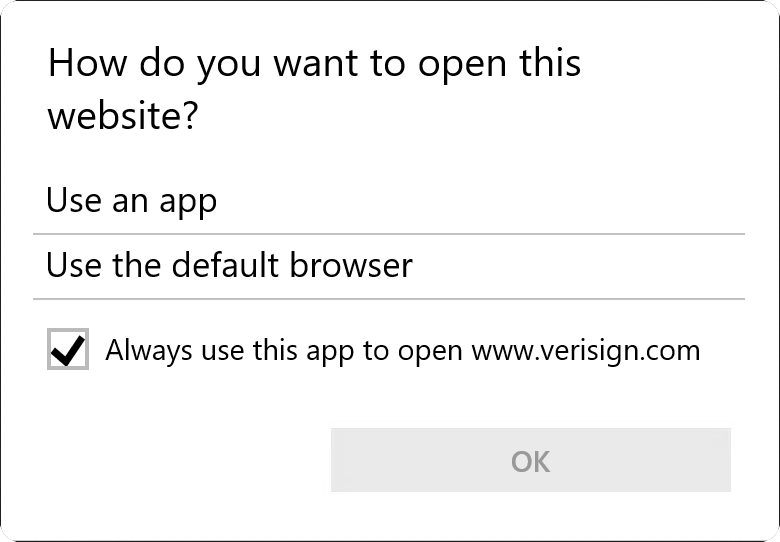 How do you want to open this
website?
Use an app
Use the default browser
Always use this app to open www.verisign.com
OK